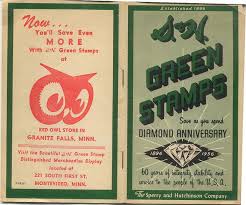 Now...
You'll Save Even
MORE
With S&H Green Stamps
at
RED OWL STORE IN
GRANITE FALLS, MINN.
Visit the Beautiful S&H Green Stamp
Distinguished Merchandise Display
located at
221 SOUTH FIRST ST.
MONTEVIDEO, MINN.
Established 1896
S&H
GREEN
STAMPS
Save as you spend
DIAMOND ANNIVERSARY
1896 1956
60 years of integrity, stability and
service to the people of the U.S.A.
The Sperry and Hutchinson Company